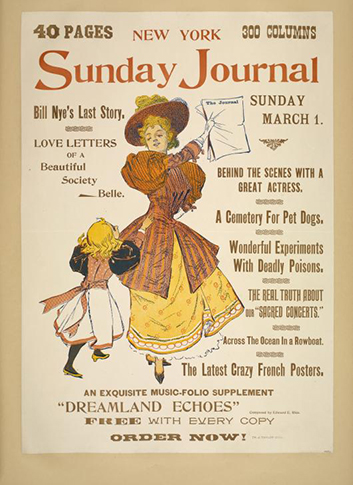 40 PAGES NEW YORK 300 COLUMNS
Sunday Journal
Bill Nye's Last Story.
LOVE LETTERS
OF A
Beautiful
Society
Belle.
The Journal
SUNDAY
MARCH 1.
BEHIND THE SCENES WITH A
GREAT ACTRESS.
A Cemetery For Pet Dogs.
Wonderful Experiments
With Deadly Poisons.
THE REAL TRUTH ABOUT
OUR "SACRED CONCERTS."
Across The Ocean In a Rowboat.
The Latest Crazy French Posters.
AN EXQUISITE MUSIC-FOLIO SUPPLEMENT
"DREAMLAND ECHOES"
FREE WITH EVERY COPY
ORDER NOW!